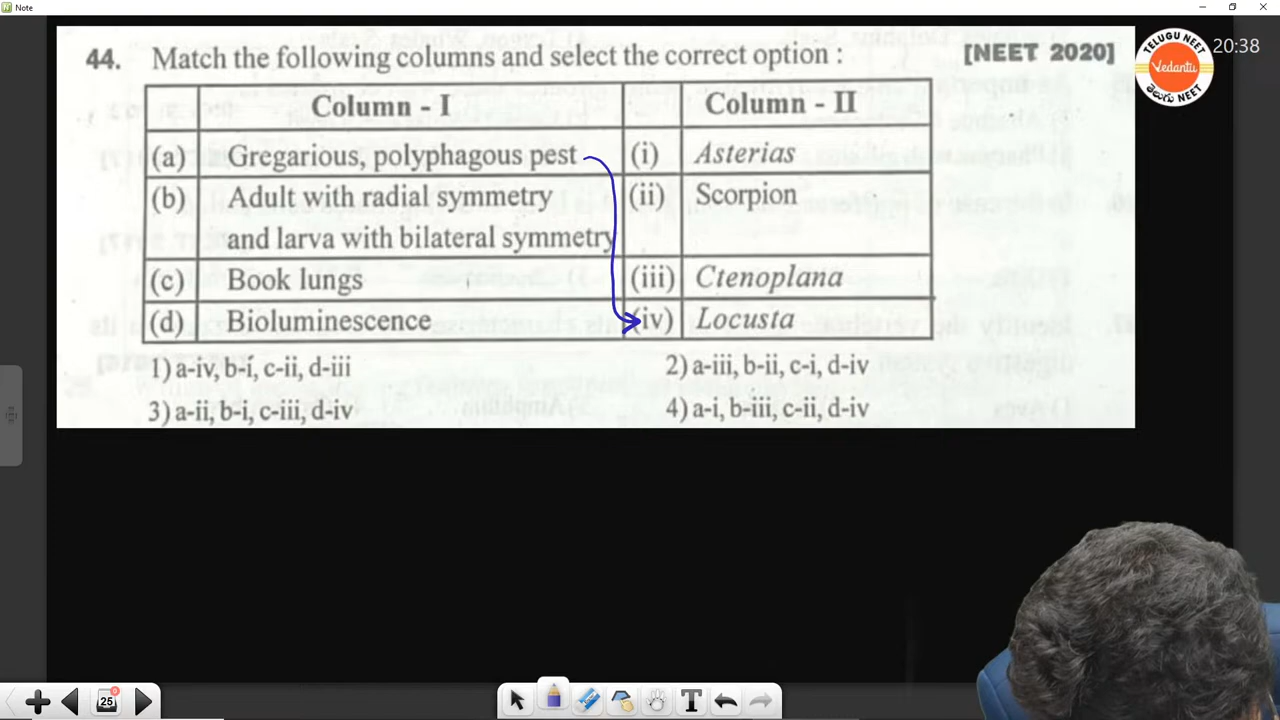 Note
44. Match the following columns and select the correct option : [NEET 2020]
TELUGU NEET
Vedantu
తెలుగు NEET
20:38
Column - I Column - II
(a) Gregarious, polyphagous pest (i) Asterias
(b) Adult with radial symmetry (ii) Scorpion
and larva with bilateral symmetry
(c) Book lungs (iii) Ctenoplana
(d) Bioluminescence (iv) Locusta
1) a-iv, b-i, c-ii, d-iii 2) a-iii, b-ii, c-i, d-iv
3) a-ii, b-i, c-iii, d-iv 4) a-i, b-iii, c-ii, d-iv
25
T